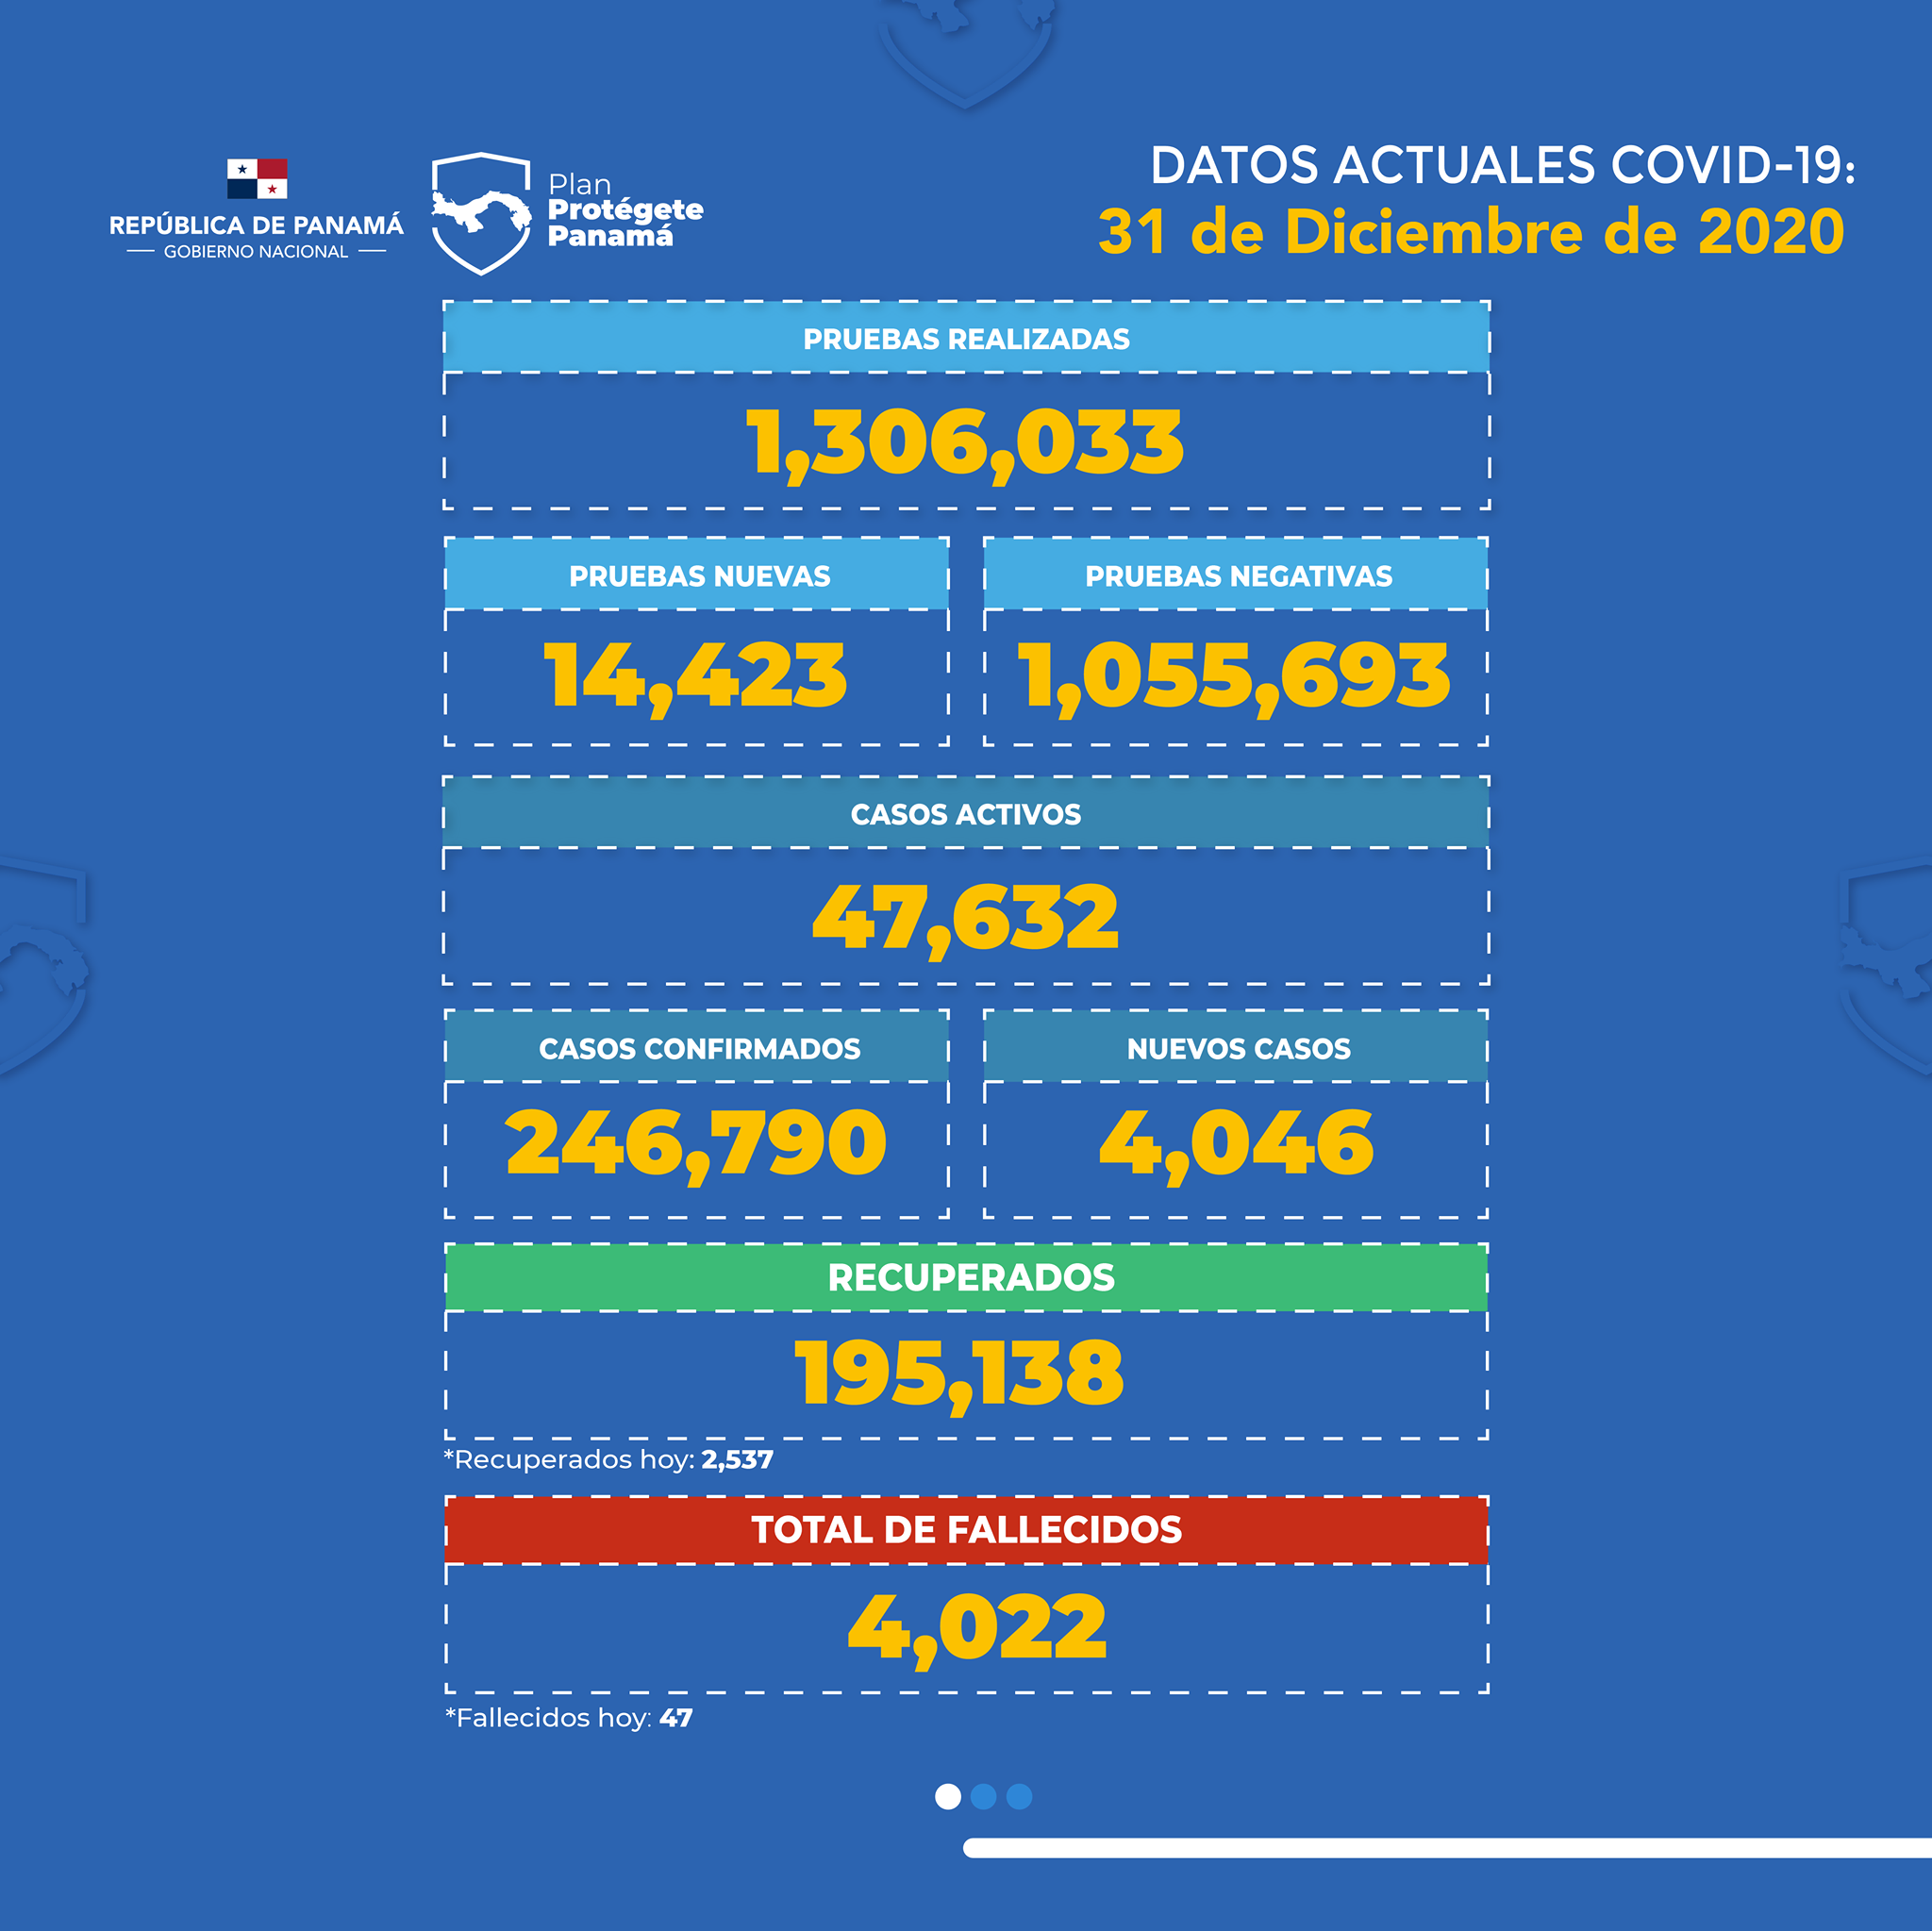 REPÚBLICA DE PANAMÁ
GOBIERNO NACIONAL
Plan
Protégete
Panamá
DATOS ACTUALES COVID-19:
31 de Diciembre de 2020
PRUEBAS REALIZADAS
1,306,033
PRUEBAS NUEVAS
14,423
PRUEBAS NEGATIVAS
1,055,693
CASOS ACTIVOS
47,632
CASOS CONFIRMADOS
246,790
NUEVOS CASOS
4,046
RECUPERADOS
195,138
*Recuperados hoy: 2,537
TOTAL DE FALLECIDOS
4,022
*Fallecidos hoy: 47